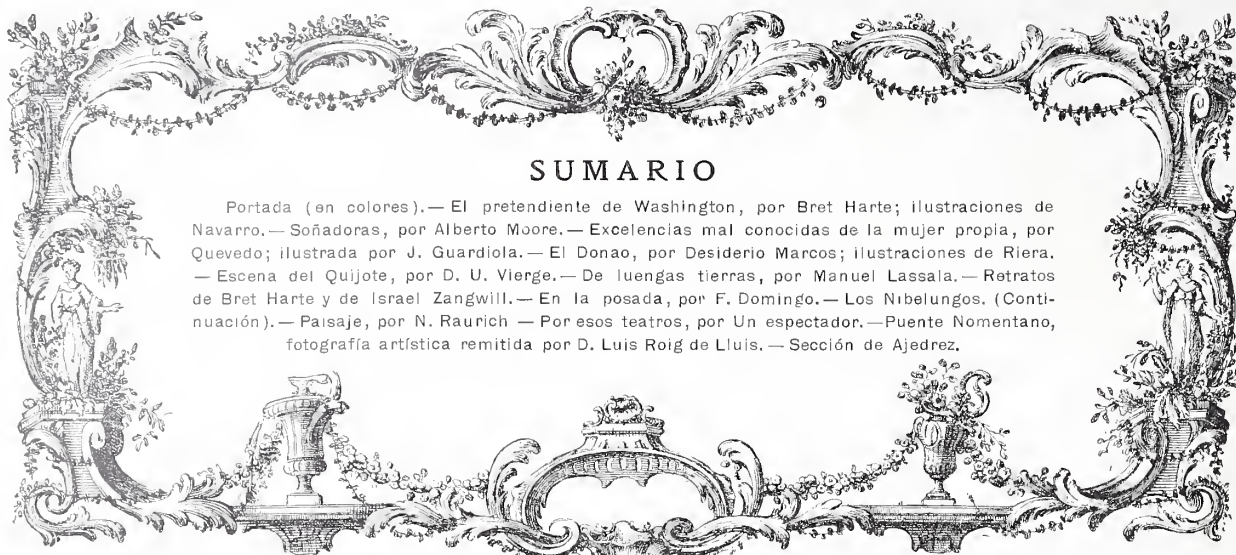 SUMARIO
Portada (en colores).— El pretendiente de Washington, por Bret Harte; ilustraciones de
Navarro.— Soñadoras, por Alberto Moore.— Excelencias mal conocidas de la mujer propia, por
Quevedo; ilustrada por J. Guardiola.— El Donao, por Desiderio Marcos; ilustraciones de Riera.
— Escena del Quijote, por D. U. Vierge.— De luengas tierras, por Manuel Lassala.— Retratos
de Bret Harte y de Israel Zangwill.— En la posada, por F. Domingo.— Los Nibelungos. (Conti-
nuación).— Paisaje, por N. Raurich — Por esos teatros, por Un espectador.—Puente Nomentano,
fotografía artística remitida por D. Luis Roig de Lluis.— Sección de Ajedrez.